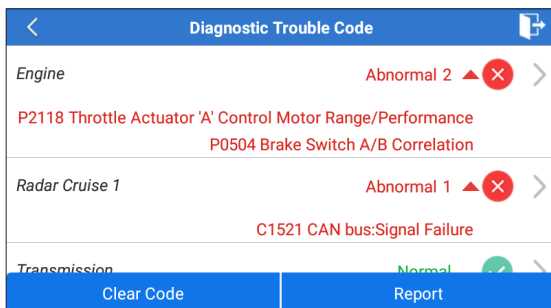 Diagnostic Trouble Code
Engine Abnormal 2
P2118 Throttle Actuator 'A' Control Motor Range/Performance
P0504 Brake Switch A/B Correlation
Radar Cruise 1 Abnormal 1
C1521 CAN bus:Signal Failure
Transmission Normal
Clear Code Report